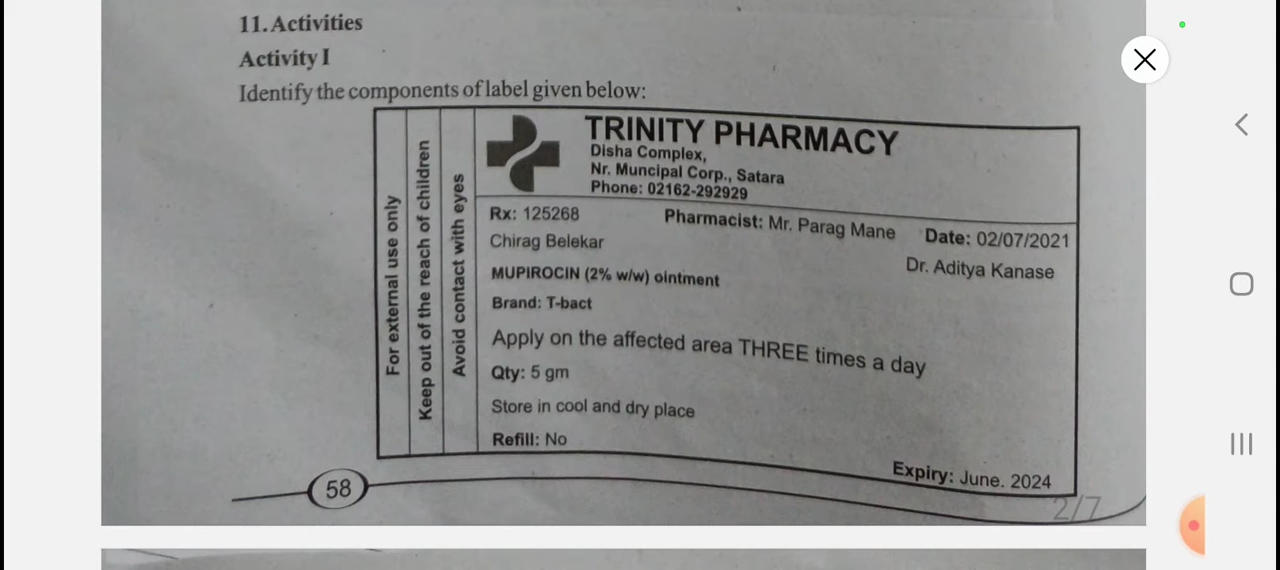 11. Activities
Activity I
Identify the components of label given below:
For external use only
Keep out of the reach of children
Avoid contact with eyes
TRINITY PHARMACY
Disha Complex,
Nr. Muncipal Corp., Satara
Phone: 02162-292929
Rx: 125268 Pharmacist: Mr. Parag Mane Date: 02/07/2021
Chirag Belekar Dr. Aditya Kanase
MUPIROCIN (2% w/w) ointment
Brand: T-bact
Apply on the affected area THREE times a day
Qty: 5 gm
Store in cool and dry place
Refill: No
Expiry: June. 2024
58
2/7